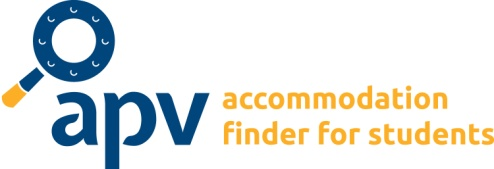 apv
accommodation
finder for students